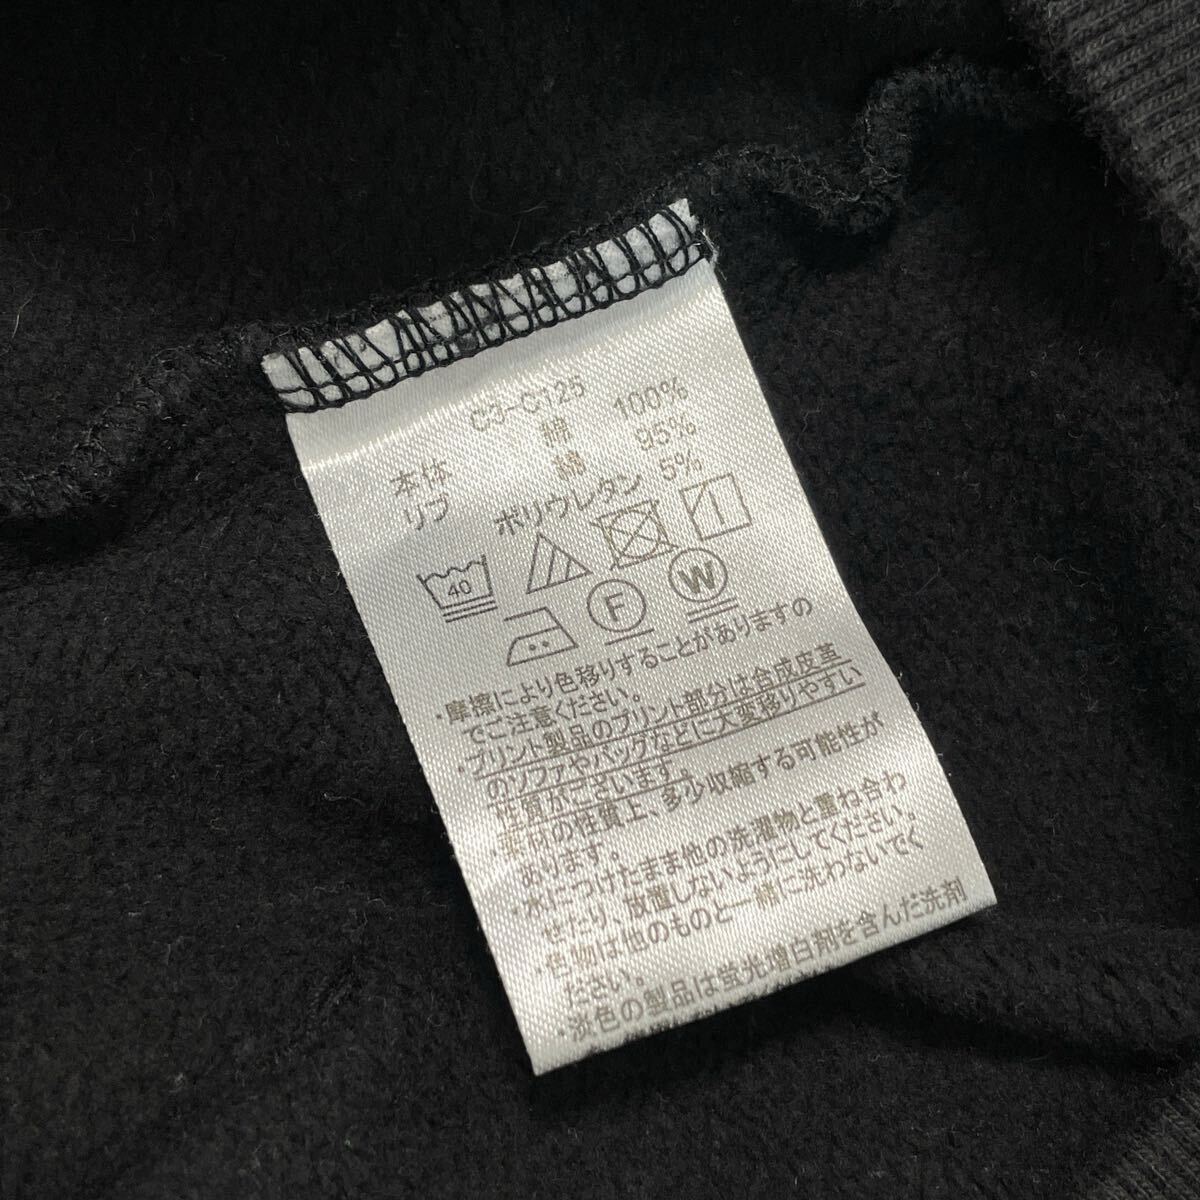 C3-C125
本体 綿 100%
リブ 綿 95%
ポリウレタン 5%
40
F W
・摩擦により色移りすることがありますの
でご注意ください。
・プリント製品のプリント部分は合成皮革
のソファやバッグなどに大変移りやすい
性質がございます。
・素材の性質上、多少収縮する可能性が
あります。
・水につけたまま他の洗濯物と重ね合わ
せたり、放置しないようにしてください。
・色物は他のものと一緒に洗わないでく
ださい。
・淡色の製品は蛍光増白剤を含んだ洗剤